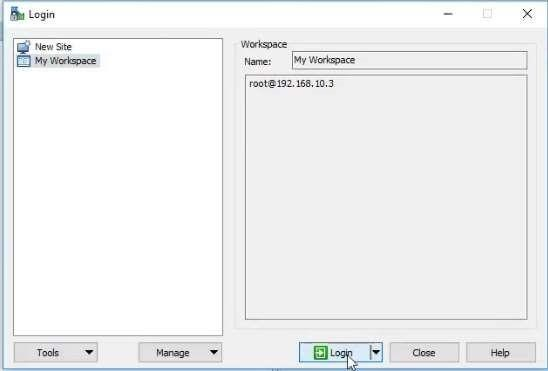 Login
New Site
My Workspace
Workspace
Name: My Workspace
root@192.168.10.3
Tools Manage Login Close Help